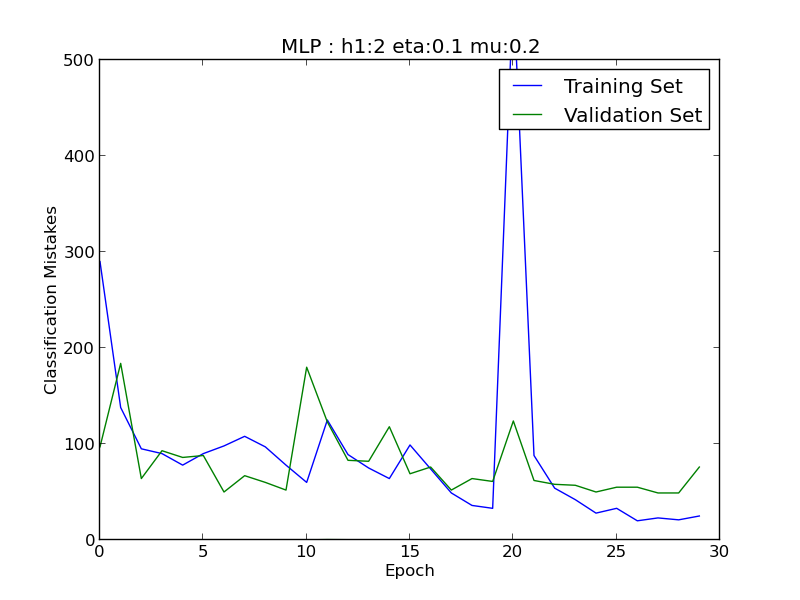 MLP : h1:2 eta:0.1 mu:0.2
500
400
300
200
100
0
Classification Mistakes
Training Set
Validation Set
0 5 10 15 20 25 30
Epoch